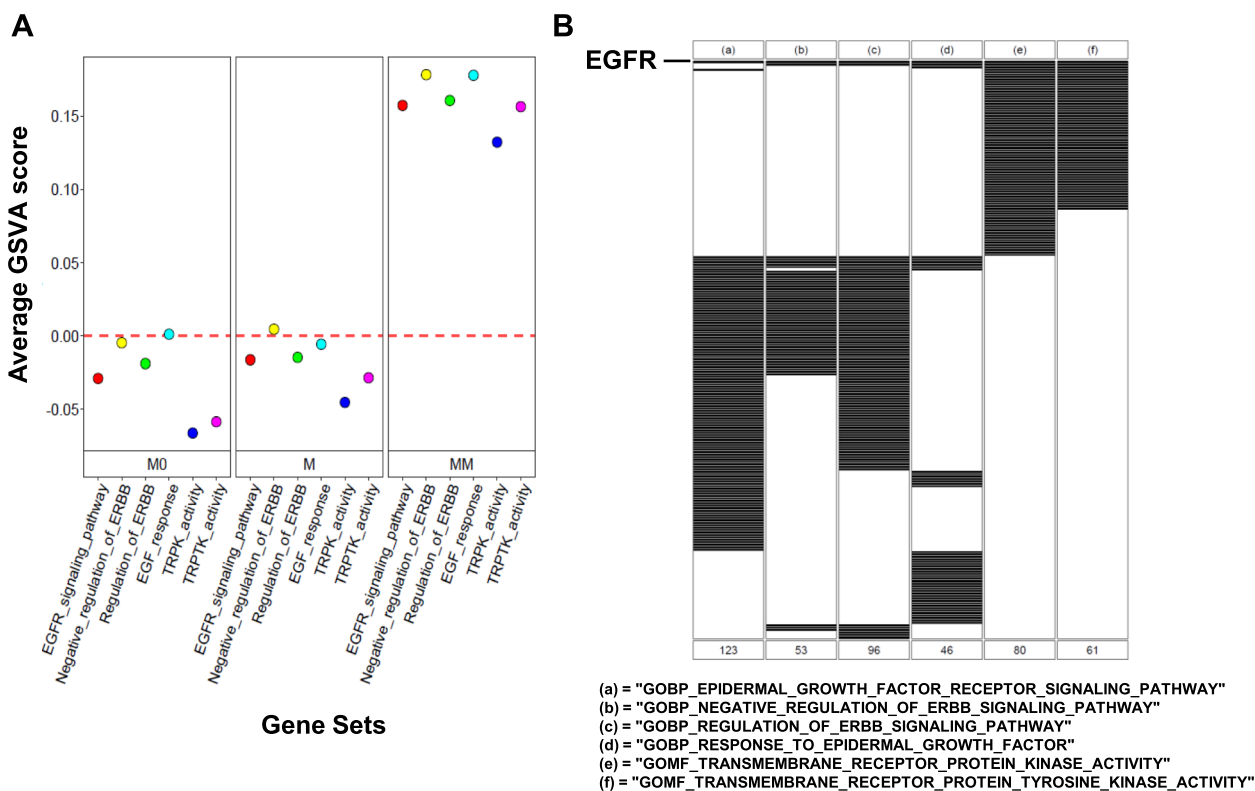 A
B
Average GSVA score
0.15
0.10
0.05
0.00
-0.05
M0
M
MM
EGFR_signaling_pathway
Negative_regulation_of_ERBB
Regulation_of_ERBB
EGF_response
TRPK_activity
TRPTK_activity
EGFR_signaling_pathway
Negative_regulation_of_ERBB
Regulation_of_ERBB
EGF_response
TRPK_activity
TRPTK_activity
EGFR_signaling_pathway
Negative_regulation_of_ERBB
Regulation_of_ERBB
EGF_response
TRPK_activity
TRPTK_activity
Gene Sets
(a) (b) (c) (d) (e) (f)
EGFR
123 53 96 46 80 61
(a) = "GOBP_EPIDERMAL_GROWTH_FACTOR_RECEPTOR_SIGNALING_PATHWAY"
(b) = "GOBP_NEGATIVE_REGULATION_OF_ERBB_SIGNALING_PATHWAY"
(c) = "GOBP_REGULATION_OF_ERBB_SIGNALING_PATHWAY"
(d) = "GOBP_RESPONSE_TO_EPIDERMAL_GROWTH_FACTOR"
(e) = "GOMF_TRANSMEMBRANE_RECEPTOR_PROTEIN_KINASE_ACTIVITY"
(f) = "GOMF_TRANSMEMBRANE_RECEPTOR_PROTEIN_TYROSINE_KINASE_ACTIVITY"